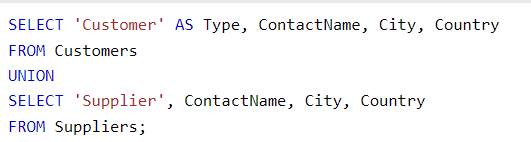 SELECT 'Customer' AS Type, ContactName, City, Country
FROM Customers
UNION
SELECT 'Supplier', ContactName, City, Country
FROM Suppliers;